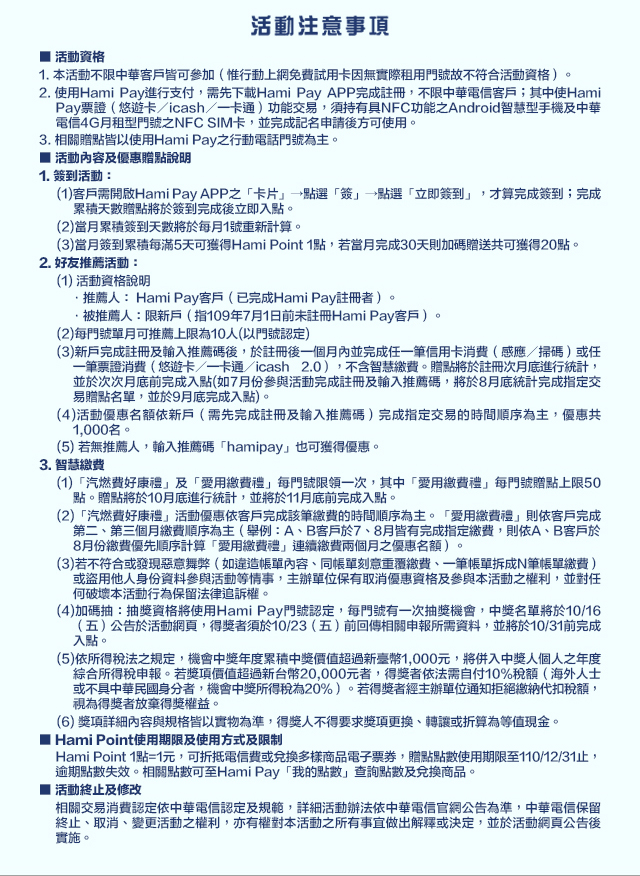 活動注意事項
■ 活動資格
1. 本活動不限中華客戶皆可參加（惟行動上網免費試用卡因無實際租用門號故不符合活動資格）。
2. 使用Hami Pay進行支付，需先下載Hami Pay APP完成註冊，不限中華電信客戶；其中使Hami
Pay票證（悠遊卡／icash／一卡通）功能交易，須持有具NFC功能之Android智慧型手機及中華
電信4G月租型門號之NFC SIM卡，並完成記名申請後方可使用。
3. 相關贈點皆以使用Hami Pay之行動電話門號為主。
■ 活動內容及優惠贈點說明
1. 簽到活動：
(1)客戶需開啟Hami Pay APP之「卡片」→點選「簽」→點選「立即簽到」，才算完成簽到；完成
累積天數贈點將於簽到完成後立即入點。
(2)當月累積簽到天數將於每月1號重新計算。
(3)當月簽到累積每滿5天可獲得Hami Point 1點，若當月完成30天則加碼贈送共可獲得20點。
2. 好友推薦活動：
(1) 活動資格說明
· 推薦人： Hami Pay客戶（已完成Hami Pay註冊者）。
· 被推薦人：限新戶（指109年7月1日前未註冊Hami Pay客戶）。
(2)每門號單月可推薦上限為10人(以門號認定)
(3)新戶完成註冊及輸入推薦碼後，於註冊後一個月內並完成任一筆信用卡消費（感應／掃碼）或任
一筆票證消費（悠遊卡／一卡通／icash 2.0），不含智慧繳費。贈點將於註冊次月底進行統計，
並於次次月底前完成入點(如7月份參與活動完成註冊及輸入推薦碼，將於8月底統計完成指定交
易贈點名單，並於9月底完成入點)。
(4)活動優惠名額依新戶（需先完成註冊及輸入推薦碼）完成指定交易的時間順序為主，優惠共
1,000名。
(5) 若無推薦人，輸入推薦碼「hamipay」也可獲得優惠。
3. 智慧繳費
(1)「汽燃費好康禮」及「愛用繳費禮」每門號限領一次，其中「愛用繳費禮」每門號贈點上限50
點。贈點將於10月底進行統計，並將於11月底前完成入點。
(2)「汽燃費好康禮」活動優惠依客戶完成該筆繳費的時間順序為主。「愛用繳費禮」則依客戶完成
第二、第三個月繳費順序為主（舉例：A、B客戶於7、8月皆有完成指定繳費，則依A、B客戶於
8月份繳費優先順序計算「愛用繳費禮」連續繳費兩個月之優惠名額）。
(3)若不符合或發現惡意舞弊（如違造帳單內容、同帳單刻意重覆繳費、一筆帳單拆成N筆帳單繳費）
或盜用他人身份資料參與活動等情事，主辦單位保有取消優惠資格及參與本活動之權利，並對任
何破壞本活動行為保留法律追訴權。
(4)加碼抽：抽獎資格將使用Hami Pay門號認定，每門號有一次抽獎機會，中獎名單將於10/16
（五）公告於活動網頁，得獎者須於10/23（五）前回傳相關申報所需資料，並將於10/31前完成
入點。
(5)依所得稅法之規定，機會中獎年度累積中獎價值超過新臺幣1,000元，將併入中獎人個人之年度
綜合所得稅申報。若獎項價值超過新台幣20,000元者，得獎者依法需自付10%稅額（海外人士
或不具中華民國身分者，機會中獎所得稅為20%）。若得獎者經主辦單位通知拒絕繳納代扣稅額，
視為得獎者放棄得獎權益。
(6) 獎項詳細內容與規格皆以實物為準，得獎人不得要求獎項更換、轉讓或折算為等值現金。
■ Hami Point使用期限及使用方式及限制
Hami Point 1點=1元，可折抵電信費或兌換多樣商品電子票券，贈點點數使用期限至110/12/31止，
逾期點數失效。相關點數可至Hami Pay「我的點數」查詢點數及兌換商品。
■ 活動終止及修改
相關交易消費認定依中華電信認定及規範，詳細活動辦法依中華電信官網公告為準，中華電信保留
終止、取消、變更活動之權利，亦有權對本活動之所有事宜做出解釋或決定，並於活動網頁公告後
實施。